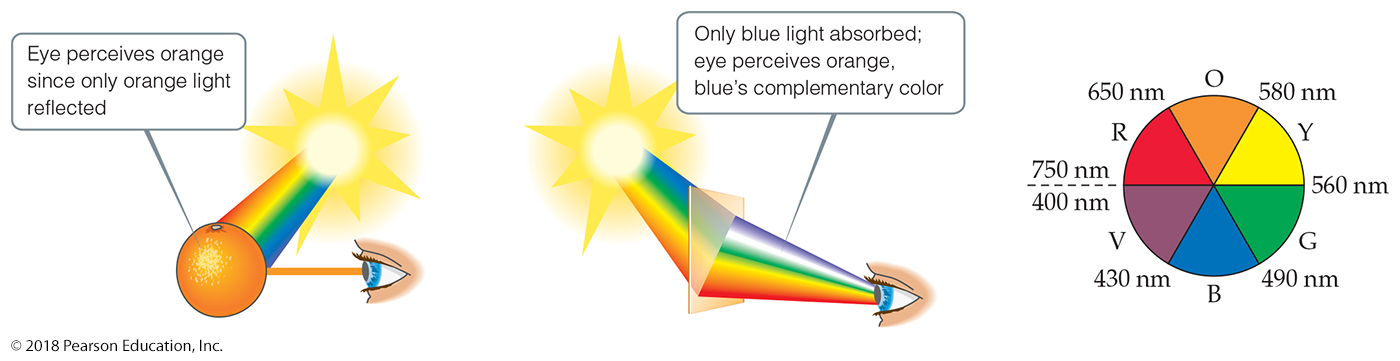 Eye perceives orange
since only orange light
reflected
Only blue light absorbed;
eye perceives orange,
blue's complementary color
O
650 nm
580 nm
R
Y
750 nm
560 nm
400 nm
V
G
430 nm
490 nm
B
© 2018 Pearson Education, Inc.